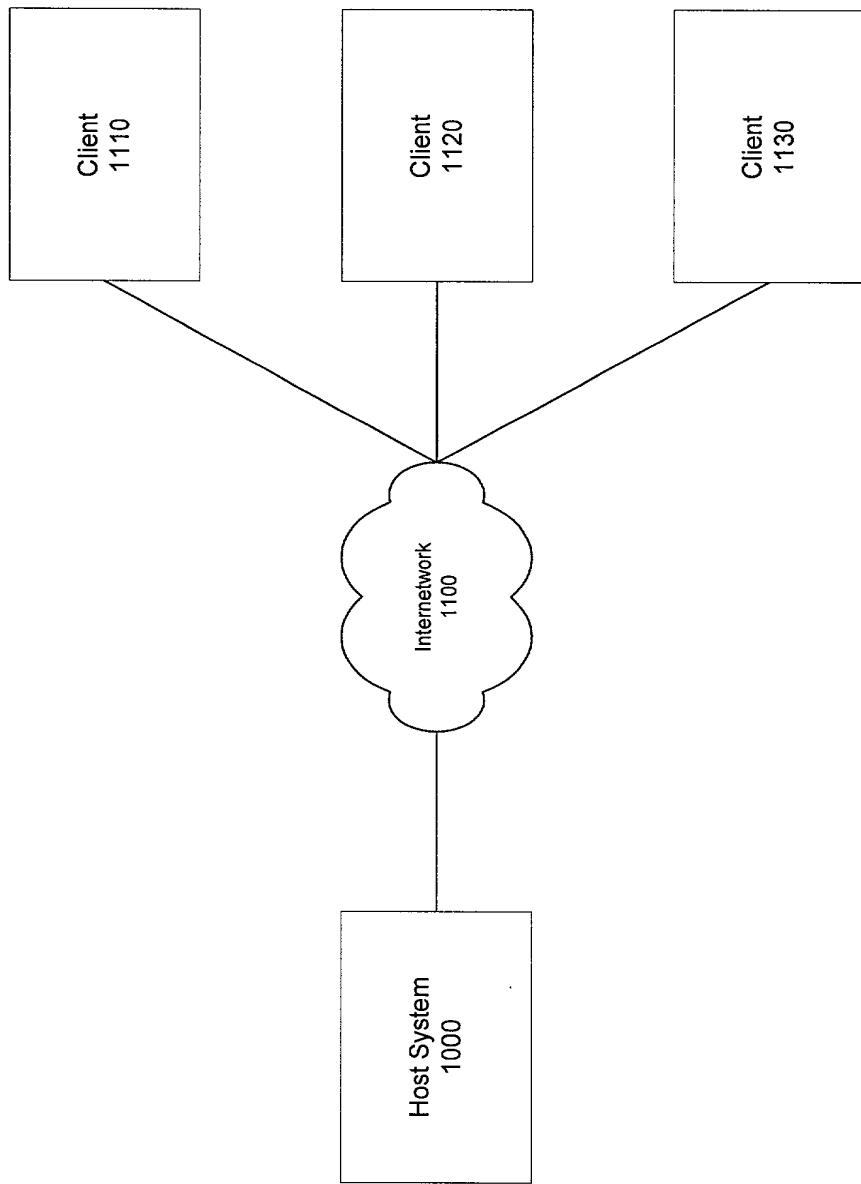 Client
1110
Client
1120
Client
1130
Internetwork
1100
Host System
1000